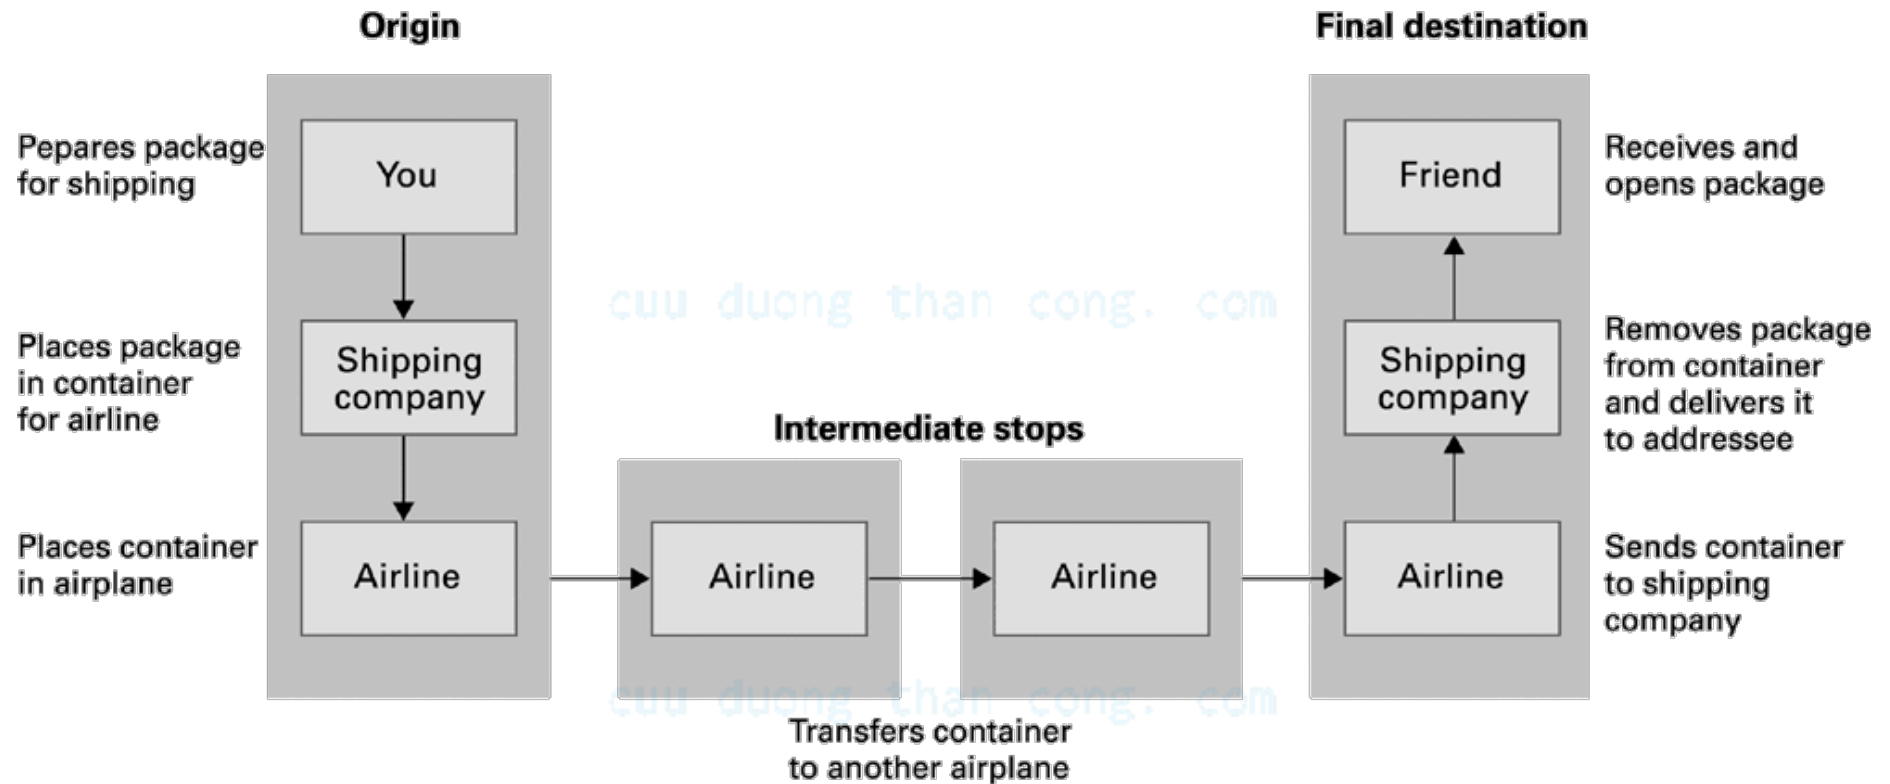 Origin
Final destination
Pepares package
for shipping
You
Friend
Receives and
opens package
cuu duong than cong. com
Places package
in container
for airline
Shipping
company
Shipping
company
Removes package
from container
and delivers it
to addressee
Intermediate stops
Places container
in airplane
Airline
Airline
Airline
Airline
Sends container
to shipping
company
cuu duong than cong. com
Transfers container
to another airplane